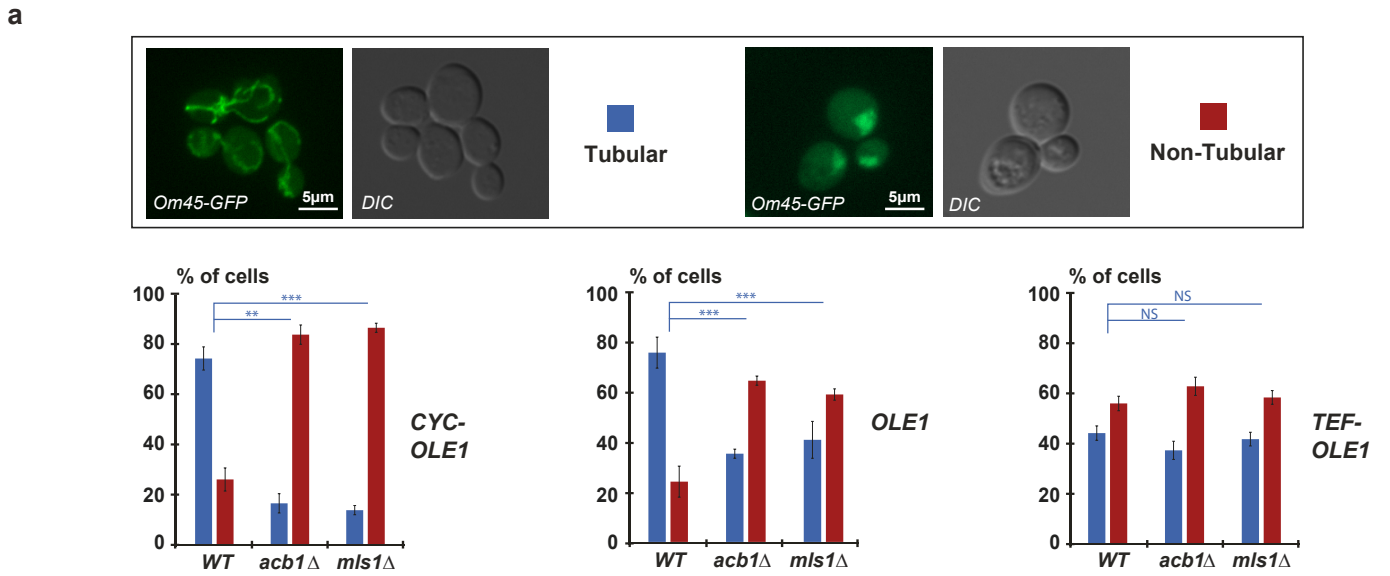 a
Om45-GFP
5μm
DIC
Tubular
Om45-GFP
5μm
DIC
Non-Tubular
% of cells
100
80
60
40
20
0
***
**
WT
acb1Δ
mls1Δ
CYC-
OLE1
% of cells
100
80
60
40
20
0
***
***
WT
acb1Δ
mls1Δ
OLE1
% of cells
100
80
60
40
20
0
NS
NS
WT
acb1Δ
mls1Δ
TEF-
OLE1